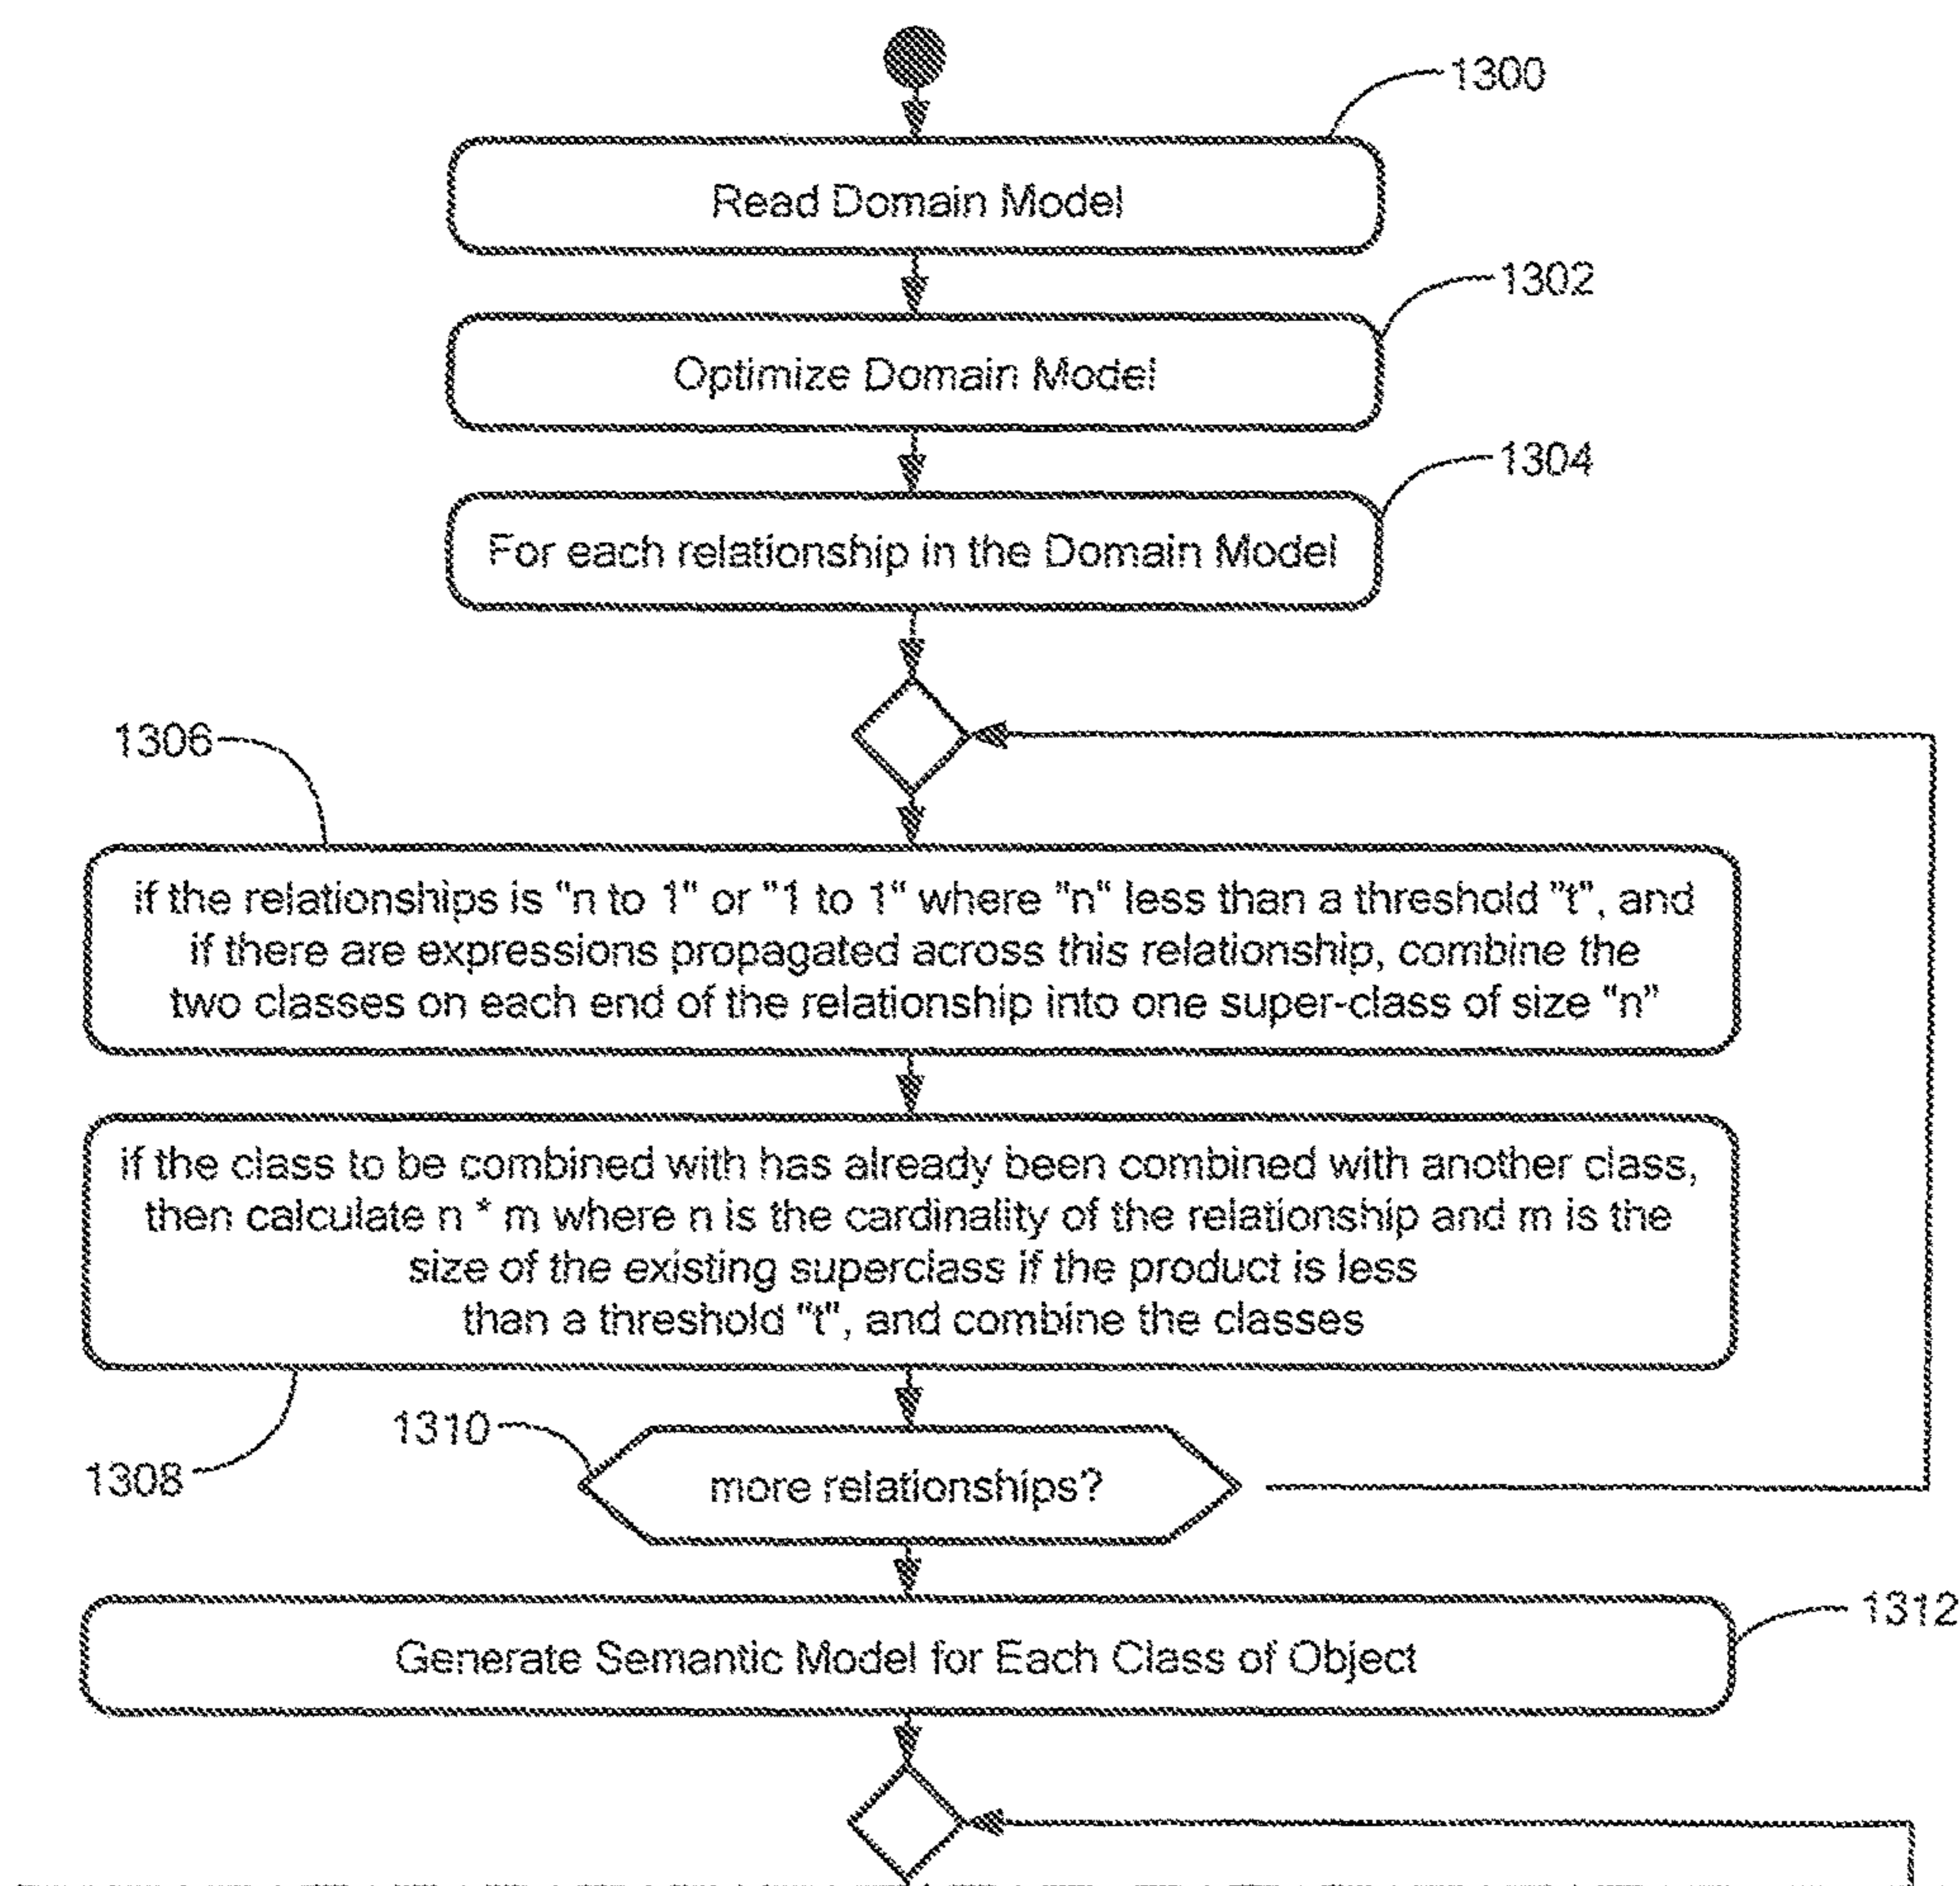 1300
Read Domain Model
1302
Optimize Domain Model
1304
For each relationship in the Domain Model
1306
if the relationships is "n to 1" or "1 to 1" where "n" less than a threshold "t", and
if there are expressions propagated across this relationship, combine the
two classes on each end of the relationship into one super-class of size "n"
if the class to be combined with has already been combined with another class,
then calculate n * m where n is the cardinality of the relationship and m is the
size of the existing superclass if the product is less
than a threshold "t", and combine the classes
1308
1310
more relationships?
1312
Generate Semantic Model for Each Class of Object